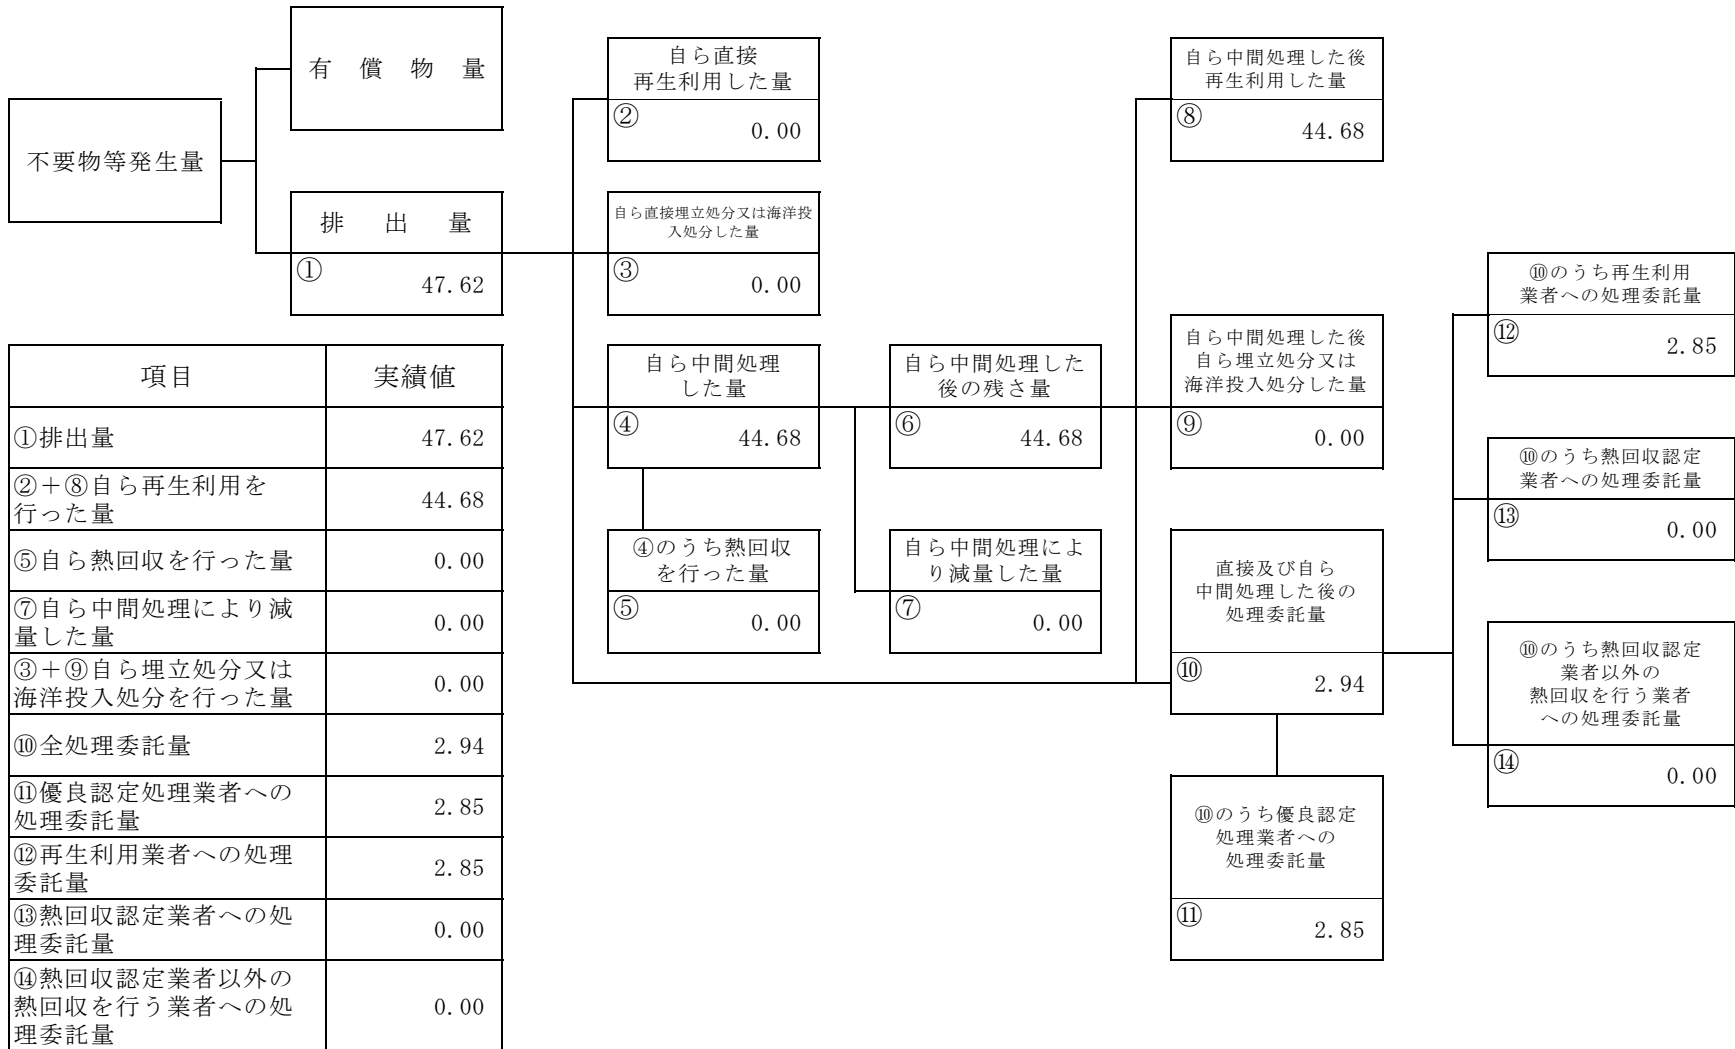 不要物等発生量
有償物量
排出量
①
47.62
自ら直接
再生利用した量
②
0.00
自ら直接埋立処分又は海洋投
入処分した量
③
0.00
自ら中間処理
した量
④
44.68
④のうち熱回収
を行った量
⑤
0.00
自ら中間処理した
後の残さ量
⑥
44.68
自ら中間処理によ
り減量した量
⑦
0.00
自ら中間処理した後
再生利用した量
⑧
44.68
自ら中間処理した後
自ら埋立処分又は
海洋投入処分した量
⑨
0.00
直接及び自ら
中間処理した後の
処理委託量
⑩
2.94
⑩のうち優良認定
処理業者への
処理委託量
⑪
2.85
⑩のうち再生利用
業者への処理委託量
⑫
2.85
⑩のうち熱回収認定
業者への処理委託量
⑬
0.00
⑩のうち熱回収認定
業者以外の
熱回収を行う業者
への処理委託量
⑭
0.00
項目 実績値
①排出量 47.62
②+⑧自ら再生利用を
行った量 44.68
⑤自ら熱回収を行った量 0.00
⑦自ら中間処理により減
量した量 0.00
③+⑨自ら埋立処分又は
海洋投入処分を行った量 0.00
⑩全処理委託量 2.94
⑪優良認定処理業者への
処理委託量 2.85
⑫再生利用業者への処理
委託量 2.85
⑬熱回収認定業者への処
理委託量 0.00
⑭熱回収認定業者以外の
熱回収を行う業者への処
理委託量 0.00